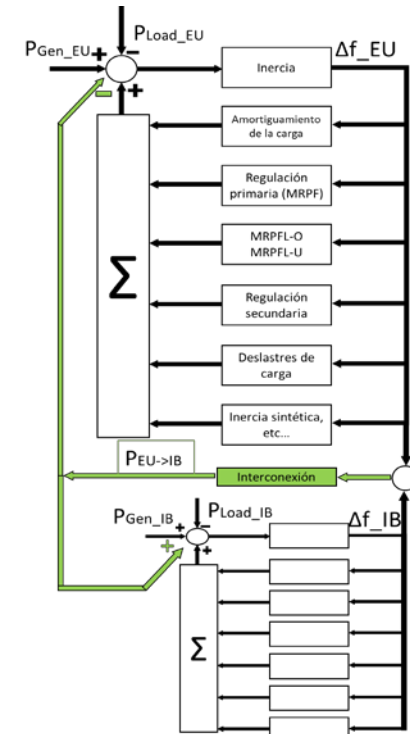 P_Load_EU
P_Gen_EU
+
−
+
−
Δf_EU
Inercia
Amortiguamiento
de la carga
Regulación
primaria (MRPF)
MRPFL-O
MRPFL-U
Σ
Regulación
secundaria
Deslastres de
carga
Inercia sintética,
etc...
P_EU->IB
Interconexión
P_Gen_IB
P_Load_IB
Δf_IB
+
−
+
+
Σ